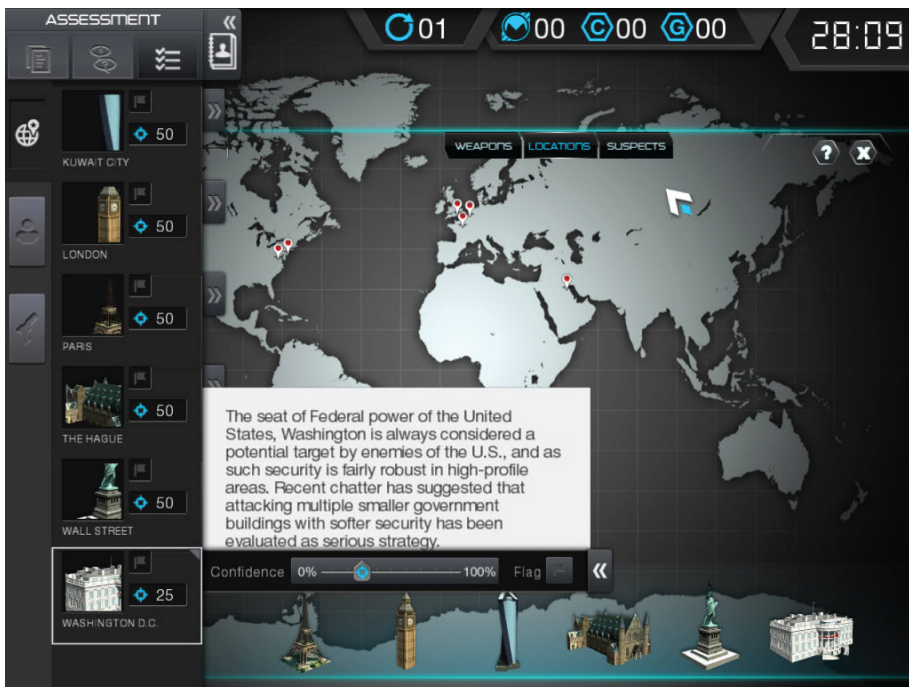 ASSESSMENT
01
00
C 00
G 00
28:09
50
KUWAIT CITY
WEAPONS
LOCATIONS
SUSPECTS
?
X
50
LONDON
50
PARIS
50
THE HAGUE
50
WALL STREET
25
WASHINGTON D.C.
The seat of Federal power of the United
States, Washington is always considered a
potential target by enemies of the U.S., and as
such security is fairly robust in high-profile
areas. Recent chatter has suggested that
attacking multiple smaller government
buildings with softer security has been
evaluated as serious strategy.
Confidence 0% 100% Flag